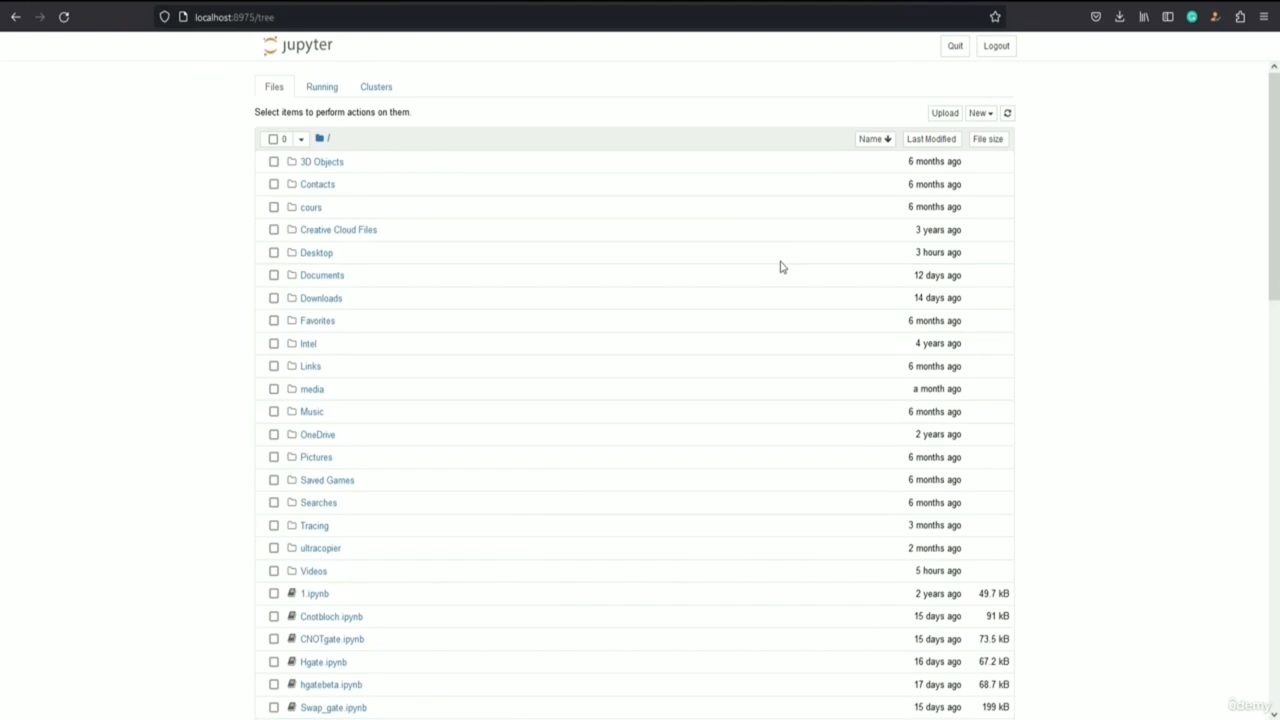 localhost:8975/tree
jupyter
Quit
Logout
Files
Running
Clusters
Select items to perform actions on them.
Upload
New
0
/
Name
Last Modified
File size
3D Objects
6 months ago
Contacts
6 months ago
cours
6 months ago
Creative Cloud Files
3 years ago
Desktop
3 hours ago
Documents
12 days ago
Downloads
14 days ago
Favorites
6 months ago
Intel
4 years ago
Links
6 months ago
media
a month ago
Music
6 months ago
OneDrive
2 years ago
Pictures
6 months ago
Saved Games
6 months ago
Searches
6 months ago
Tracing
3 months ago
ultracopier
2 months ago
Videos
5 hours ago
1.ipynb
2 years ago
49.7 kB
Cnotbloch.ipynb
15 days ago
91 kB
CNOTgate.ipynb
15 days ago
73.5 kB
Hgate.ipynb
16 days ago
67.2 kB
hgatebeta.ipynb
17 days ago
68.7 kB
Swap_gate.ipynb
15 days ago
199 kB
ûdemy